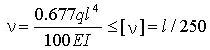 ν = 0.677ql⁴ / 100EI ≤ [ν] = l / 250